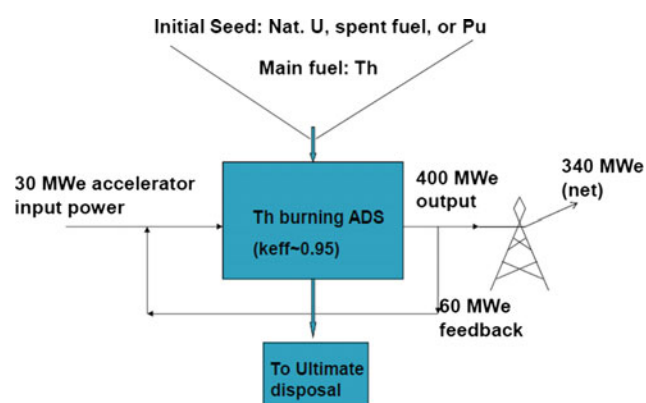 Initial Seed: Nat. U, spent fuel, or Pu
Main fuel: Th
30 MWe accelerator
input power
Th burning ADS
(keff~0.95)
400 MWe
output
340 MWe
(net)
60 MWe
feedback
To Ultimate
disposal